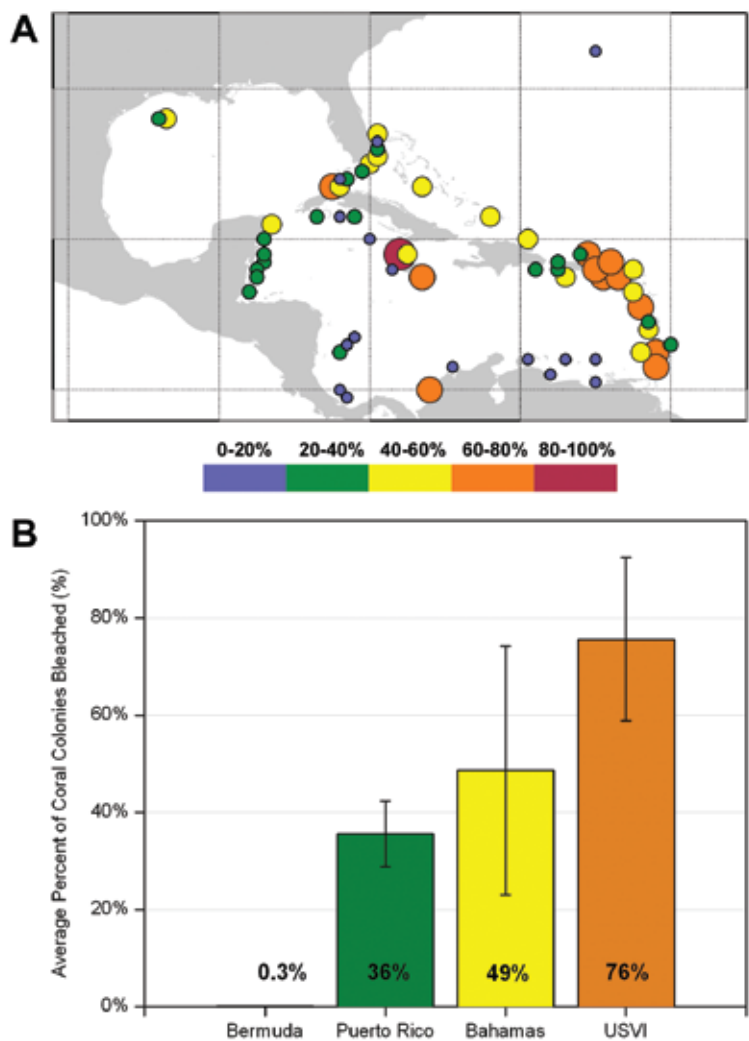 A
0-20% 20-40% 40-60% 60-80% 80-100%
B
Average Percent of Coral Colonies Bleached (%)
100%
80%
60%
40%
20%
0%
0.3% 36% 49% 76%
Bermuda Puerto Rico Bahamas USVI